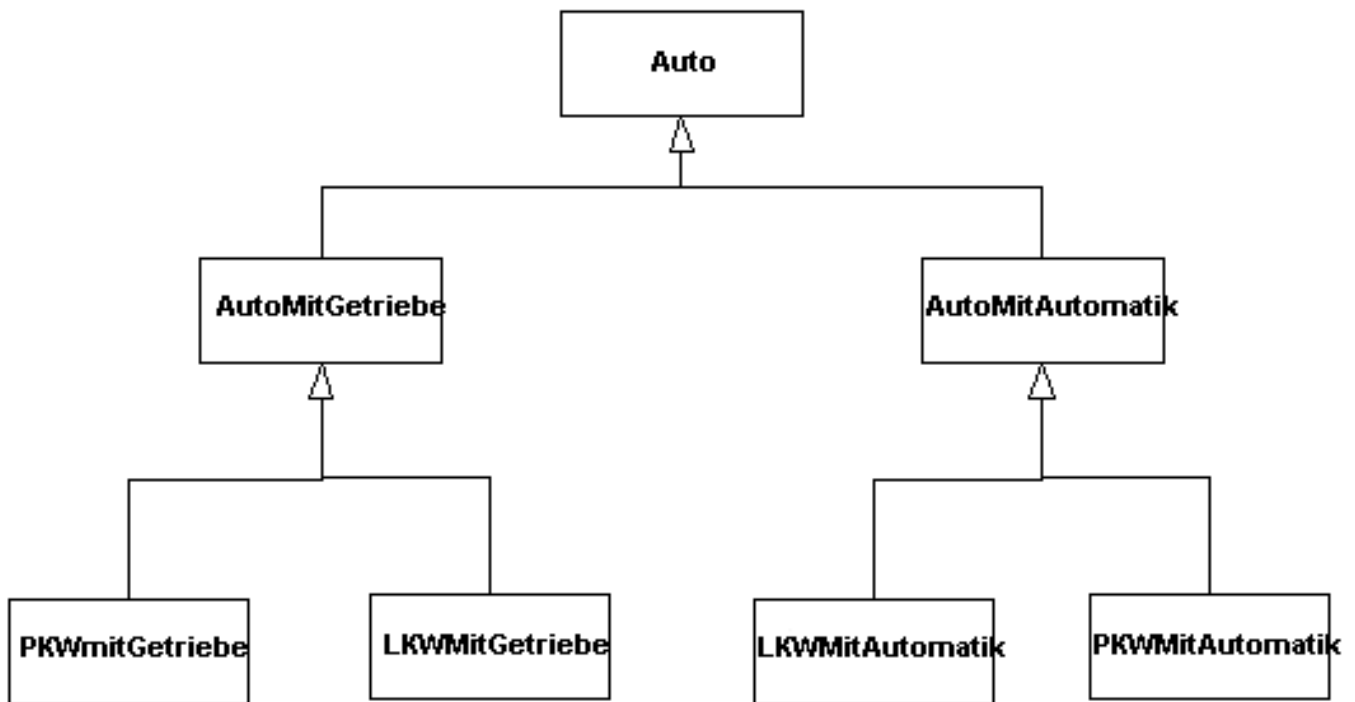 Auto
AutoMitGetriebe
AutoMitAutomatik
PKWmitGetriebe
LKWMitGetriebe
LKWMitAutomatik
PKWMitAutomatik